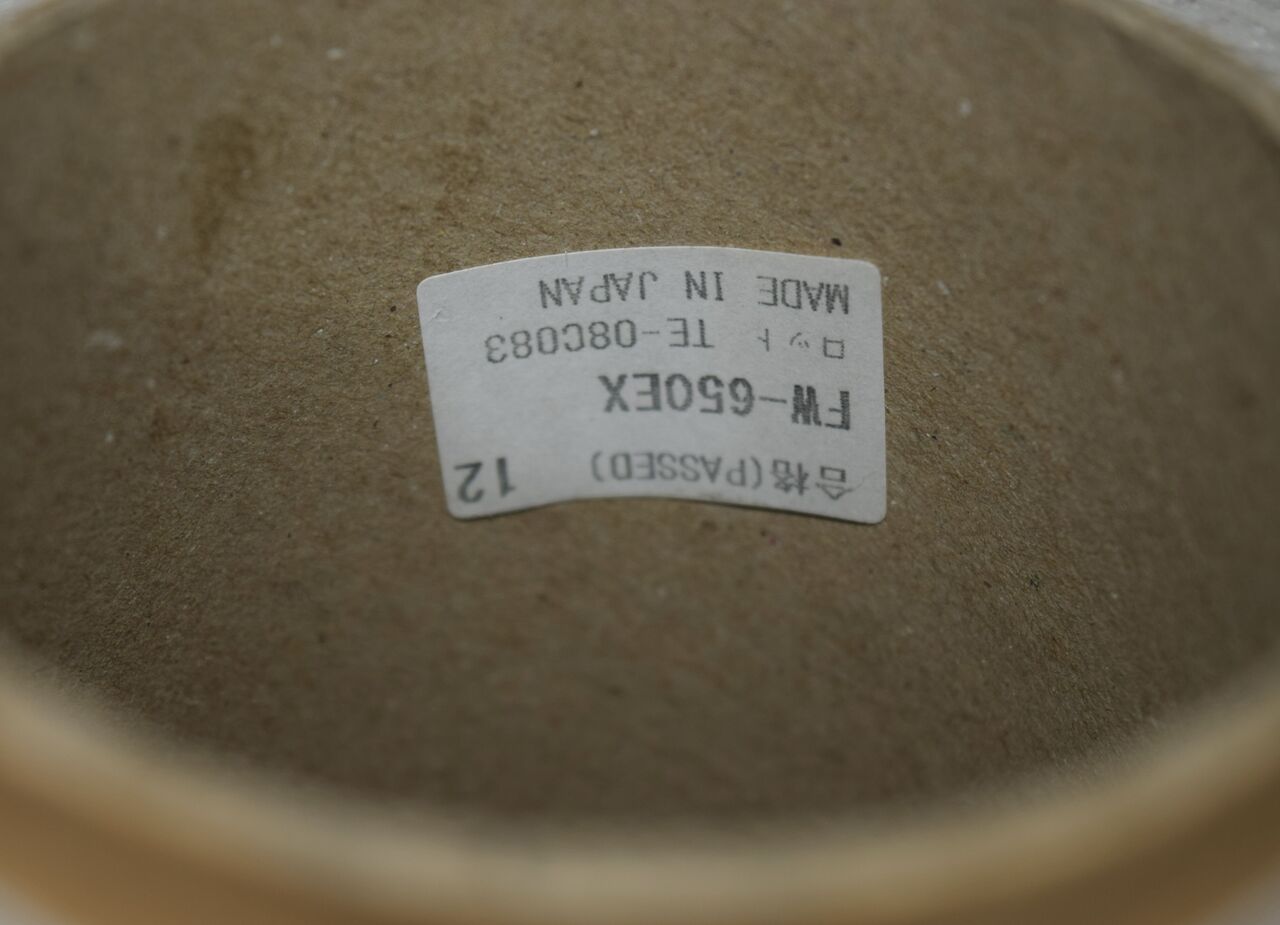 合格(PASSED) 12
FW-650EX
ロット TE-08C083
MADE IN JAPAN